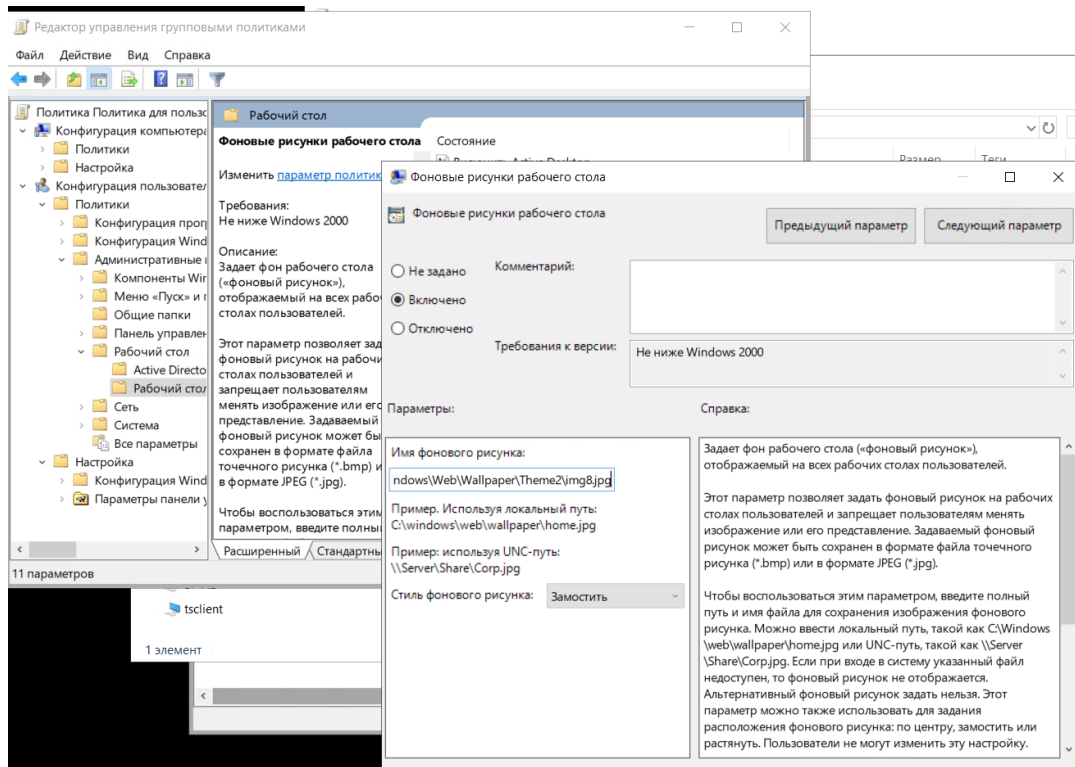 Редактор управления групповыми политиками
Файл Действие Вид Справка
Политика Политика для пользо
Конфигурация компьютера
Политики
Настройка
Конфигурация пользовател
Политики
Конфигурация прог
Конфигурация Wind
Административные
Компоненты Wir
Меню «Пуск» и г
Общие папки
Панель управлен
Рабочий стол
Active Directo
Рабочий стол
Сеть
Система
Все параметры
Настройка
Конфигурация Wind
Параметры панели у
11 параметров
Рабочий стол
Фоновые рисунки рабочего стола
Изменить параметр политик
Требования:
Не ниже Windows 2000
Описание:
Задает фон рабочего стола
(«фоновый рисунок»),
отображаемый на всех рабо
столах пользователей.
Этот параметр позволяет зад
фоновый рисунок на рабочи
столах пользователей и
запрещает пользователям
менять изображение или его
представление. Задаваемый
фоновый рисунок может бы
сохранен в формате файла
точечного рисунка (*.bmp) и
в формате JPEG (*.jpg).
Чтобы воспользоваться этим
параметром, введите полны
Расширенный Стандартны
Состояние
Размер Теги
tsclient
1 элемент
Фоновые рисунки рабочего стола
Фоновые рисунки рабочего стола
Предыдущий параметр Следующий параметр
Не задано
Включено
Отключено
Комментарий:
Требования к версии:
Не ниже Windows 2000
Параметры:
Справка:
Имя фонового рисунка:
ndows\Web\Wallpaper\Theme2\img8.jpg
Пример. Используя локальный путь:
C:\windows\web\wallpaper\home.jpg
Пример: используя UNC-путь:
\\Server\Share\Corp.jpg
Стиль фонового рисунка: Замостить
Задает фон рабочего стола («фоновый рисунок»),
отображаемый на всех рабочих столах пользователей.
Этот параметр позволяет задать фоновый рисунок на рабочих
столах пользователей и запрещает пользователям менять
изображение или его представление. Задаваемый фоновый
рисунок может быть сохранен в формате файла точечного
рисунка (*.bmp) или в формате JPEG (*.jpg).
Чтобы воспользоваться этим параметром, введите полный
путь и имя файла для сохранения изображения фонового
рисунка. Можно ввести локальный путь, такой как C:\Windows
\web\wallpaper\home.jpg или UNC-путь, такой как \\Server
\Share\Corp.jpg. Если при входе в систему указанный файл
недоступен, то фоновый рисунок не отображается.
Альтернативный фоновый рисунок задать нельзя. Этот
параметр можно также использовать для задания
расположения фонового рисунка: по центру, замостить или
растянуть. Пользователи не могут изменить эту настройку.